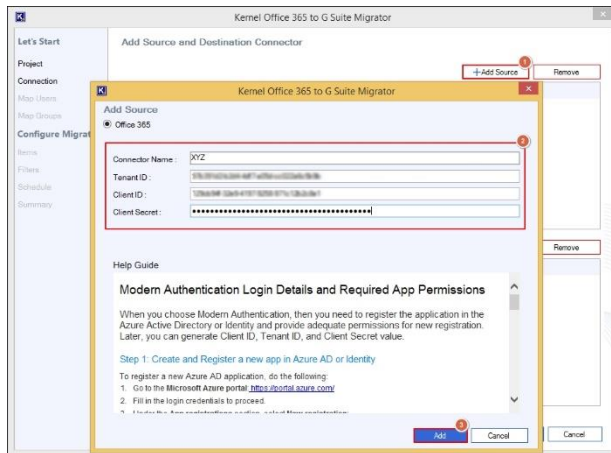 Kernel Office 365 to G Suite Migrator
Let's Start
Add Source and Destination Connector
Project
Connection
Map Users
Map Groups
Configure Migrat
Items
Filters
Schedule
Summary
1
+Add Source
Remove
Kernel Office 365 to G Suite Migrator
Add Source
Office 365
2
Connector Name :
XYZ
Tenant ID :
Client ID :
Client Secret :
Remove
Help Guide
Modern Authentication Login Details and Required App Permissions
When you choose Modern Authentication, then you need to register the application in the
Azure Active Directory or Identity and provide adequate permissions for new registration.
Later, you can generate Client ID, Tenant ID, and Client Secret value.
Step 1: Create and Register a new app in Azure AD or Identity
To register a new Azure AD application, do the following:
1. Go to the Microsoft Azure portal: https://portal.azure.com/
2. Fill in the login credentials to proceed.
3
Add
Cancel
Cancel